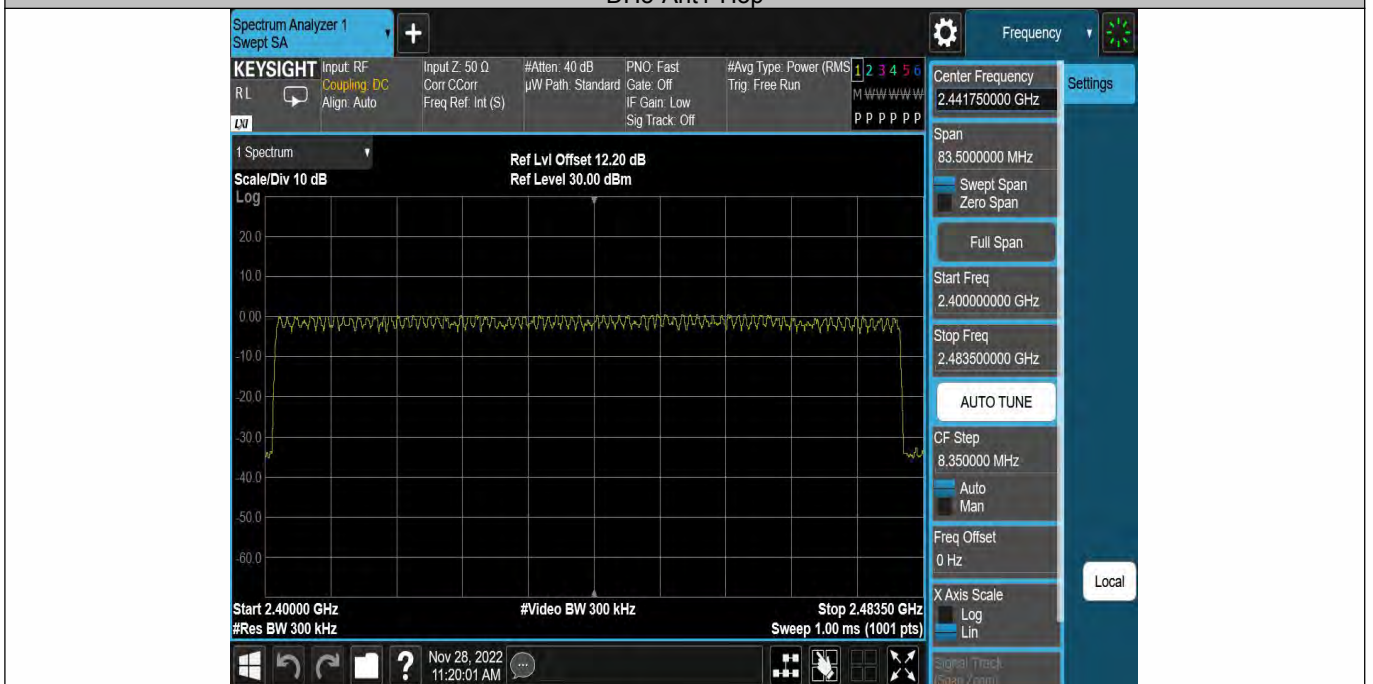 Spectrum Analyzer 1
Swept SA
Frequency
KEYSIGHT
RL
LXI
Input: RF
Coupling: DC
Align: Auto
Input Z: 50 Ω
Corr CCorr
Freq Ref: Int (S)
#Atten: 40 dB
µW Path: Standard
PNO: Fast
Gate: Off
IF Gain: Low
Sig Track: Off
#Avg Type: Power (RMS
Trig: Free Run
1 2 3 4 5 6
M W W W W W
P P P P P P
1 Spectrum
Scale/Div 10 dB
Log
Ref Lvl Offset 12.20 dB
Ref Level 30.00 dBm
20.0
10.0
0.00
-10.0
-20.0
-30.0
-40.0
-50.0
-60.0
Start 2.40000 GHz
#Res BW 300 kHz
#Video BW 300 kHz
Stop 2.48350 GHz
Sweep 1.00 ms (1001 pts)
Center Frequency
2.441750000 GHz
Settings
Span
83.5000000 MHz
Swept Span
Zero Span
Full Span
Start Freq
2.400000000 GHz
Stop Freq
2.483500000 GHz
AUTO TUNE
CF Step
8.350000 MHz
Auto
Man
Freq Offset
0 Hz
X Axis Scale
Log
Lin
Local
Signal Track
(Span Zoom)
?
Nov 28, 2022
11:20:01 AM